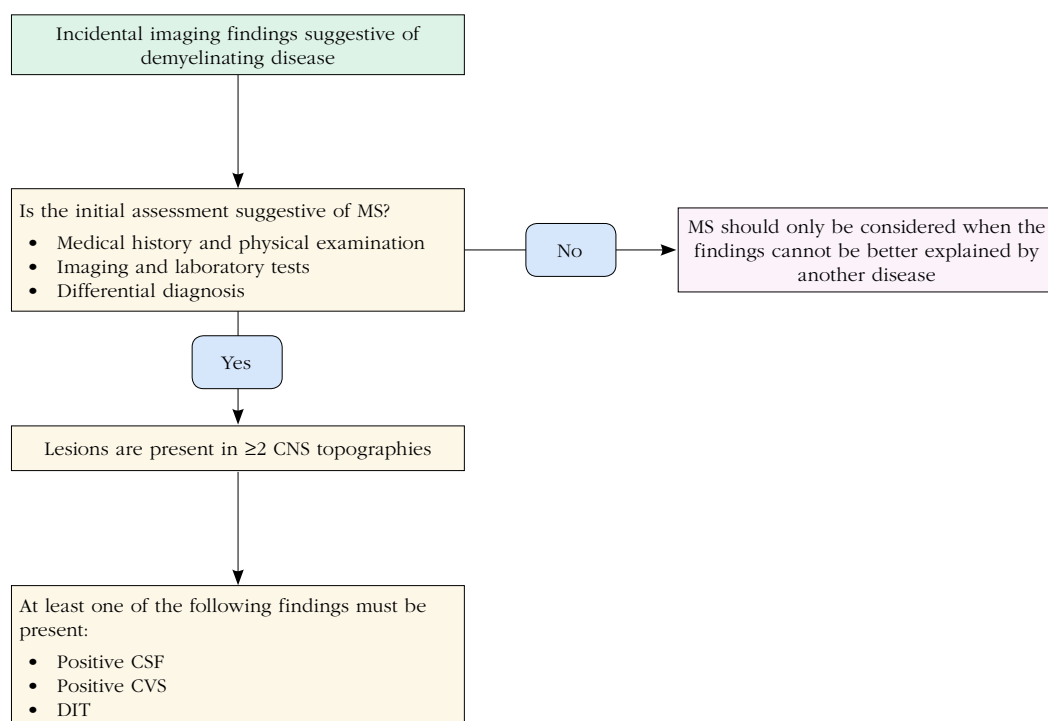 Incidental imaging findings suggestive of
demyelinating disease
Is the initial assessment suggestive of MS?
• Medical history and physical examination
• Imaging and laboratory tests
• Differential diagnosis
No
MS should only be considered when the
findings cannot be better explained by
another disease
Yes
Lesions are present in ≥2 CNS topographies
At least one of the following findings must be
present:
• Positive CSF
• Positive CVS
• DIT